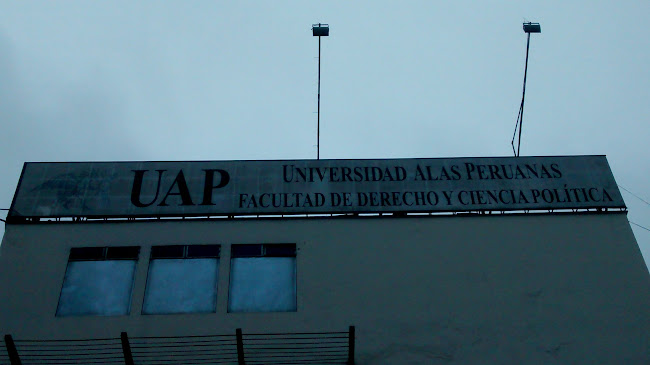 UAP
UNIVERSIDAD ALAS PERUANAS
FACULTAD DE DERECHO Y CIENCIA POLÍTICA